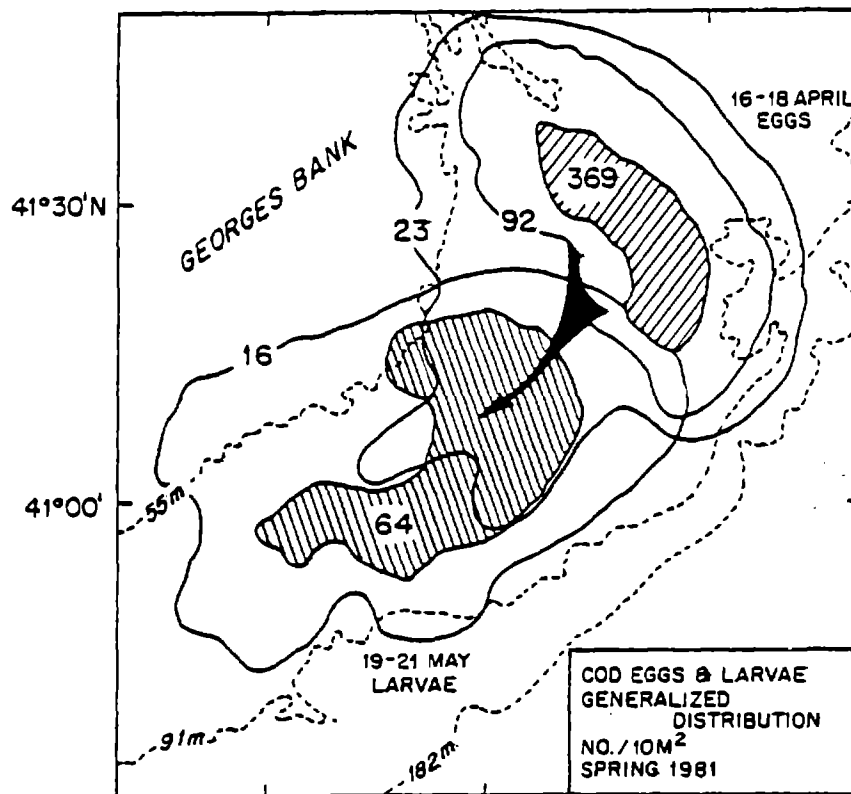 16-18 APRIL
EGGS
GEORGES BANK
369
41°30'N
23
92
16
41°00'
55m
64
19-21 MAY
LARVAE
91m
182m
COD EGGS & LARVAE
GENERALIZED
DISTRIBUTION
NO./10M²
SPRING 1981